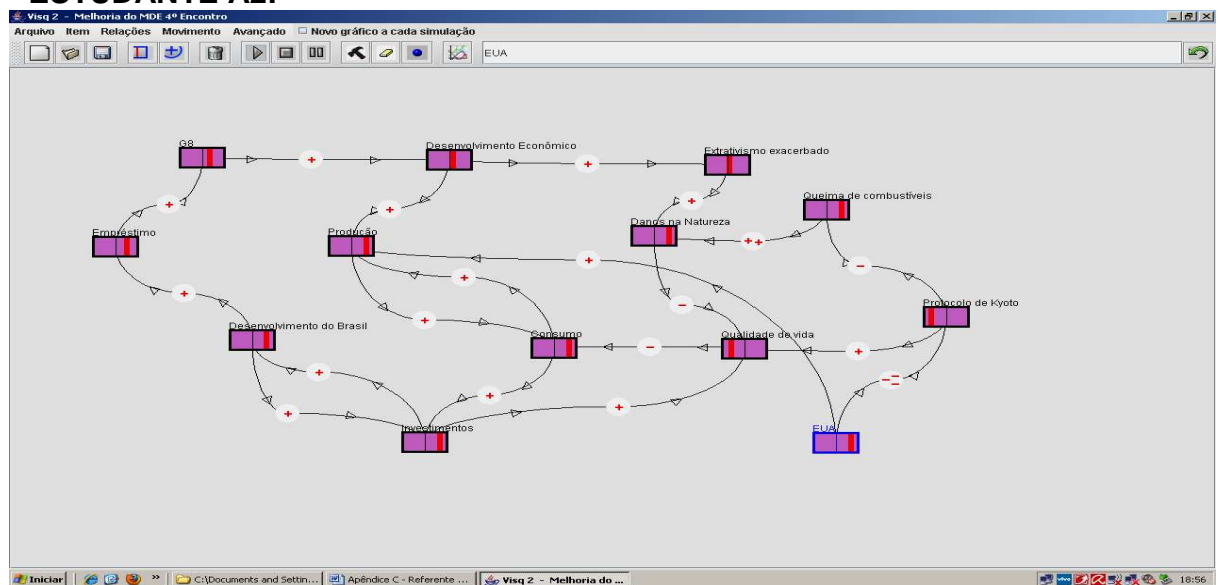 ESTUDANTE A2:
Visq 2 - Melhoria do MDE 4º Encontro
Arquivo Item Relações Movimento Avançado Novo gráfico a cada simulação
EUA
G8
Desenvolvimento Econômico
Extrativismo exacerbado
+
+
Queima de combustíveis
+
+
+
Empréstimo
Produção
Danos na Natureza
++
+
−
+
+
−
Protocolo de Kyoto
Desenvolvimento do Brasil
+
Consumo
Qualidade de vida
−
+
+
+
− −
+
+
Investimentos
EUA
Iniciar
»
C:\Documents and Settin...
Apêndice C - Referente ...
Visq 2 - Melhoria do ...
18:56